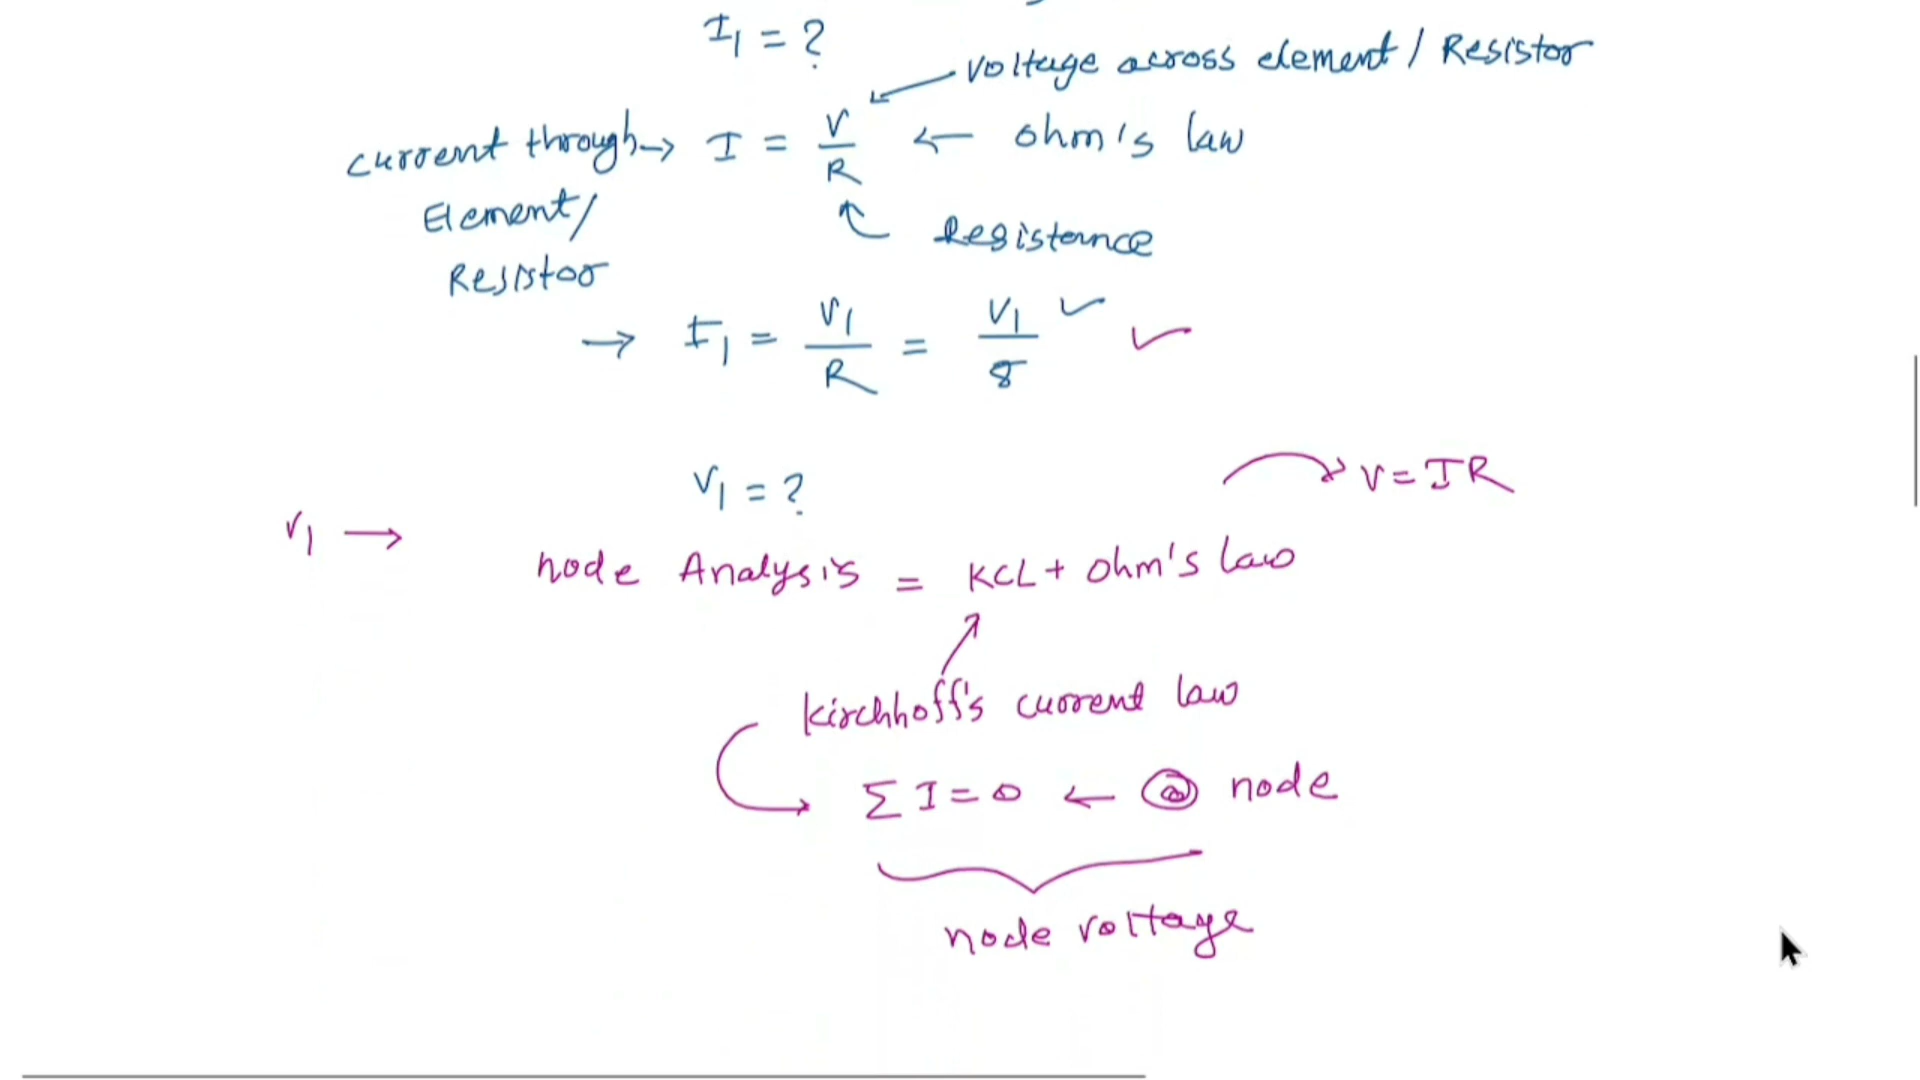 I₁ = ?
voltage across element / Resistor
current through → I = V/R ← ohm's law
Element/
Resistor
Resistance
→ I₁ = V₁/R = V₁/8 ✓ ✓
V₁ = ?
V = IR
V₁ →
node Analysis = KCL + ohm's law
Kirchhoff's current law
∑ I = 0 ← @ node
node voltage